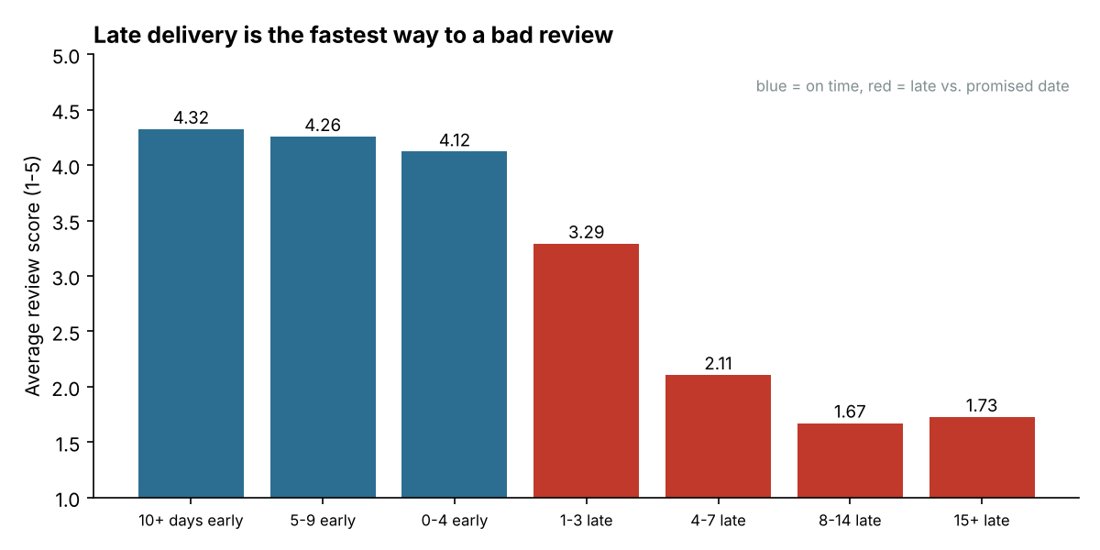 Late delivery is the fastest way to a bad review
blue = on time, red = late vs. promised date
Average review score (1-5)
5.0
4.5
4.0
3.5
3.0
2.5
2.0
1.5
1.0
4.32
4.26
4.12
3.29
2.11
1.67
1.73
10+ days early
5-9 early
0-4 early
1-3 late
4-7 late
8-14 late
15+ late